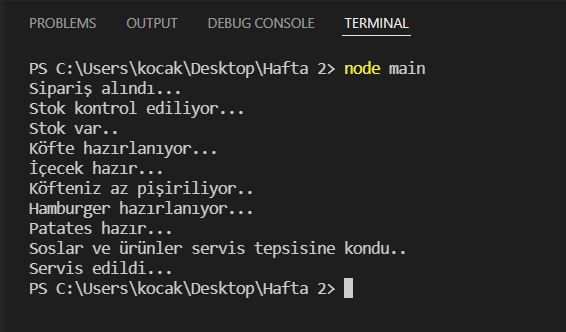 PROBLEMS OUTPUT DEBUG CONSOLE TERMINAL
PS C:\Users\kocak\Desktop\Hafta 2> node main
Sipariş alındı...
Stok kontrol ediliyor...
Stok var..
Köfte hazırlanıyor...
İçecek hazır...
Köfteniz az pişiriliyor..
Hamburger hazırlanıyor...
Patates hazır...
Soslar ve ürünler servis tepsisine kondu..
Servis edildi...
PS C:\Users\kocak\Desktop\Hafta 2>